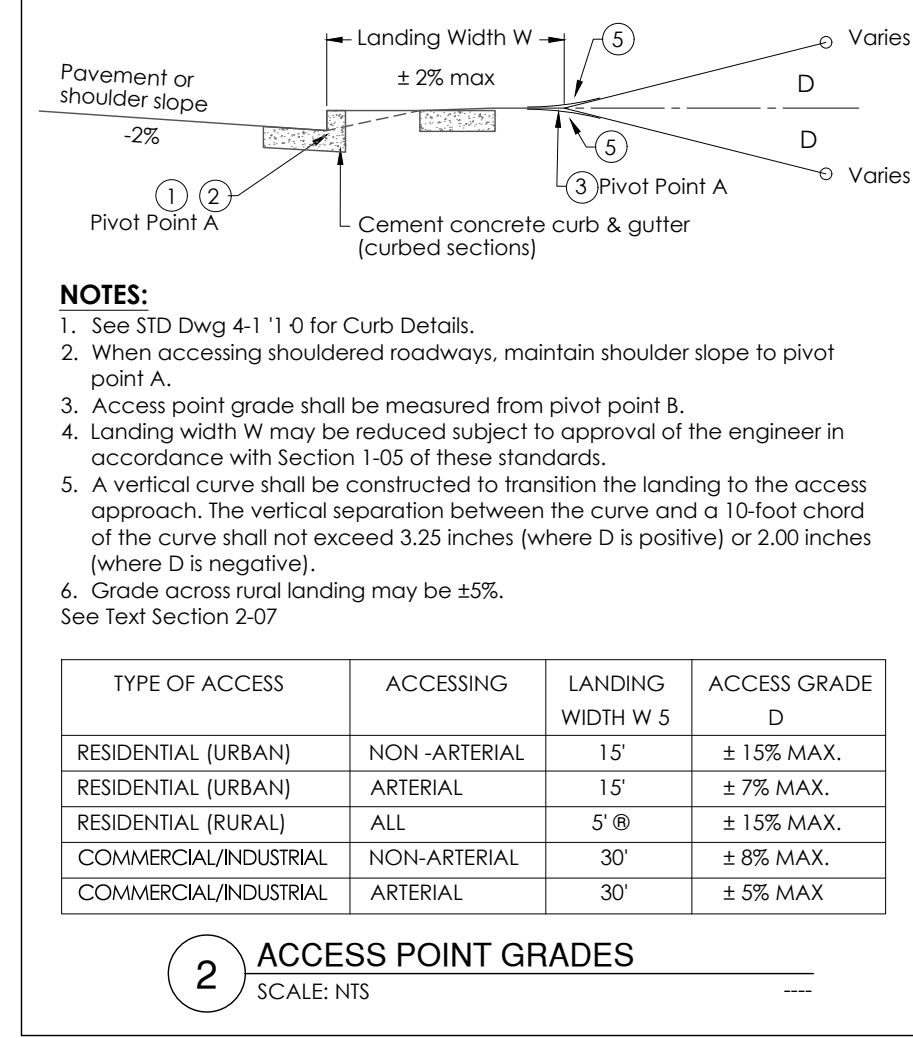 Landing Width W
5
Varies
Pavement or
shoulder slope
± 2% max
D
-2%
D
5
Varies
1 2
3 Pivot Point A
Pivot Point A
Cement concrete curb & gutter
(curbed sections)
NOTES:
1. See STD Dwg 4-1 '1·0 for Curb Details.
2. When accessing shouldered roadways, maintain shoulder slope to pivot
point A.
3. Access point grade shall be measured from pivot point B.
4. Landing width W may be reduced subject to approval of the engineer in
accordance with Section 1-05 of these standards.
5. A vertical curve shall be constructed to transition the landing to the access
approach. The vertical separation between the curve and a 10-foot chord
of the curve shall not exceed 3.25 inches (where D is positive) or 2.00 inches
(where D is negative).
6. Grade across rural landing may be ±5%.
See Text Section 2-07
TYPE OF ACCESS ACCESSING LANDING ACCESS GRADE
WIDTH W 5 D
RESIDENTIAL (URBAN) NON -ARTERIAL 15' ± 15% MAX.
RESIDENTIAL (URBAN) ARTERIAL 15' ± 7% MAX.
RESIDENTIAL (RURAL) ALL 5' ® ± 15% MAX.
COMMERCIAL/INDUSTRIAL NON-ARTERIAL 30' ± 8% MAX.
COMMERCIAL/INDUSTRIAL ARTERIAL 30' ± 5% MAX
2 ACCESS POINT GRADES
SCALE: NTS ----